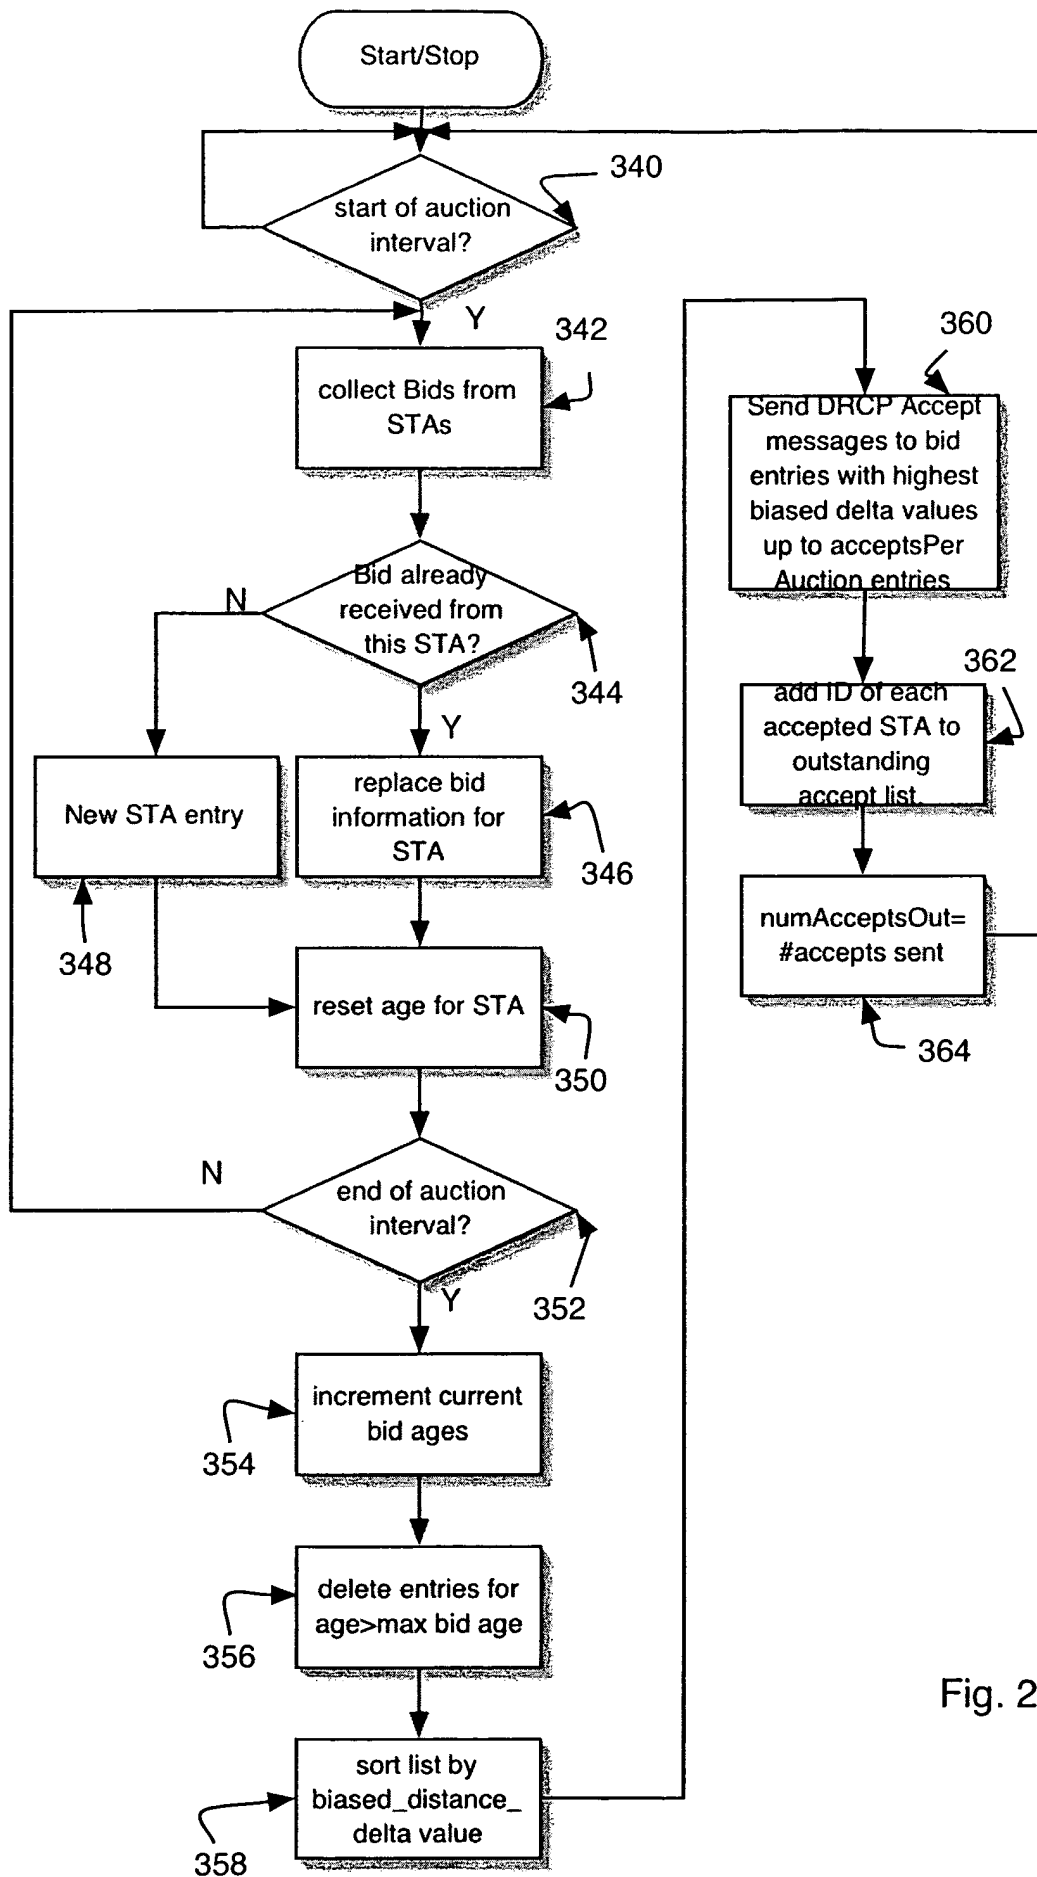 Start/Stop
340
start of auction
interval?
Y
342
collect Bids from
STAs
N
Bid already
received from
this STA?
344
Y
New STA entry
348
replace bid
information for
STA
346
reset age for STA
350
N
end of auction
interval?
352
Y
increment current
bid ages
354
delete entries for
age>max bid age
356
sort list by
biased_distance_
delta value
358
360
Send DRCP Accept
messages to bid
entries with highest
biased delta values
up to acceptsPer
Auction entries
362
add ID of each
accepted STA to
outstanding
accept list.
numAcceptsOut=
#accepts sent
364
Fig. 2